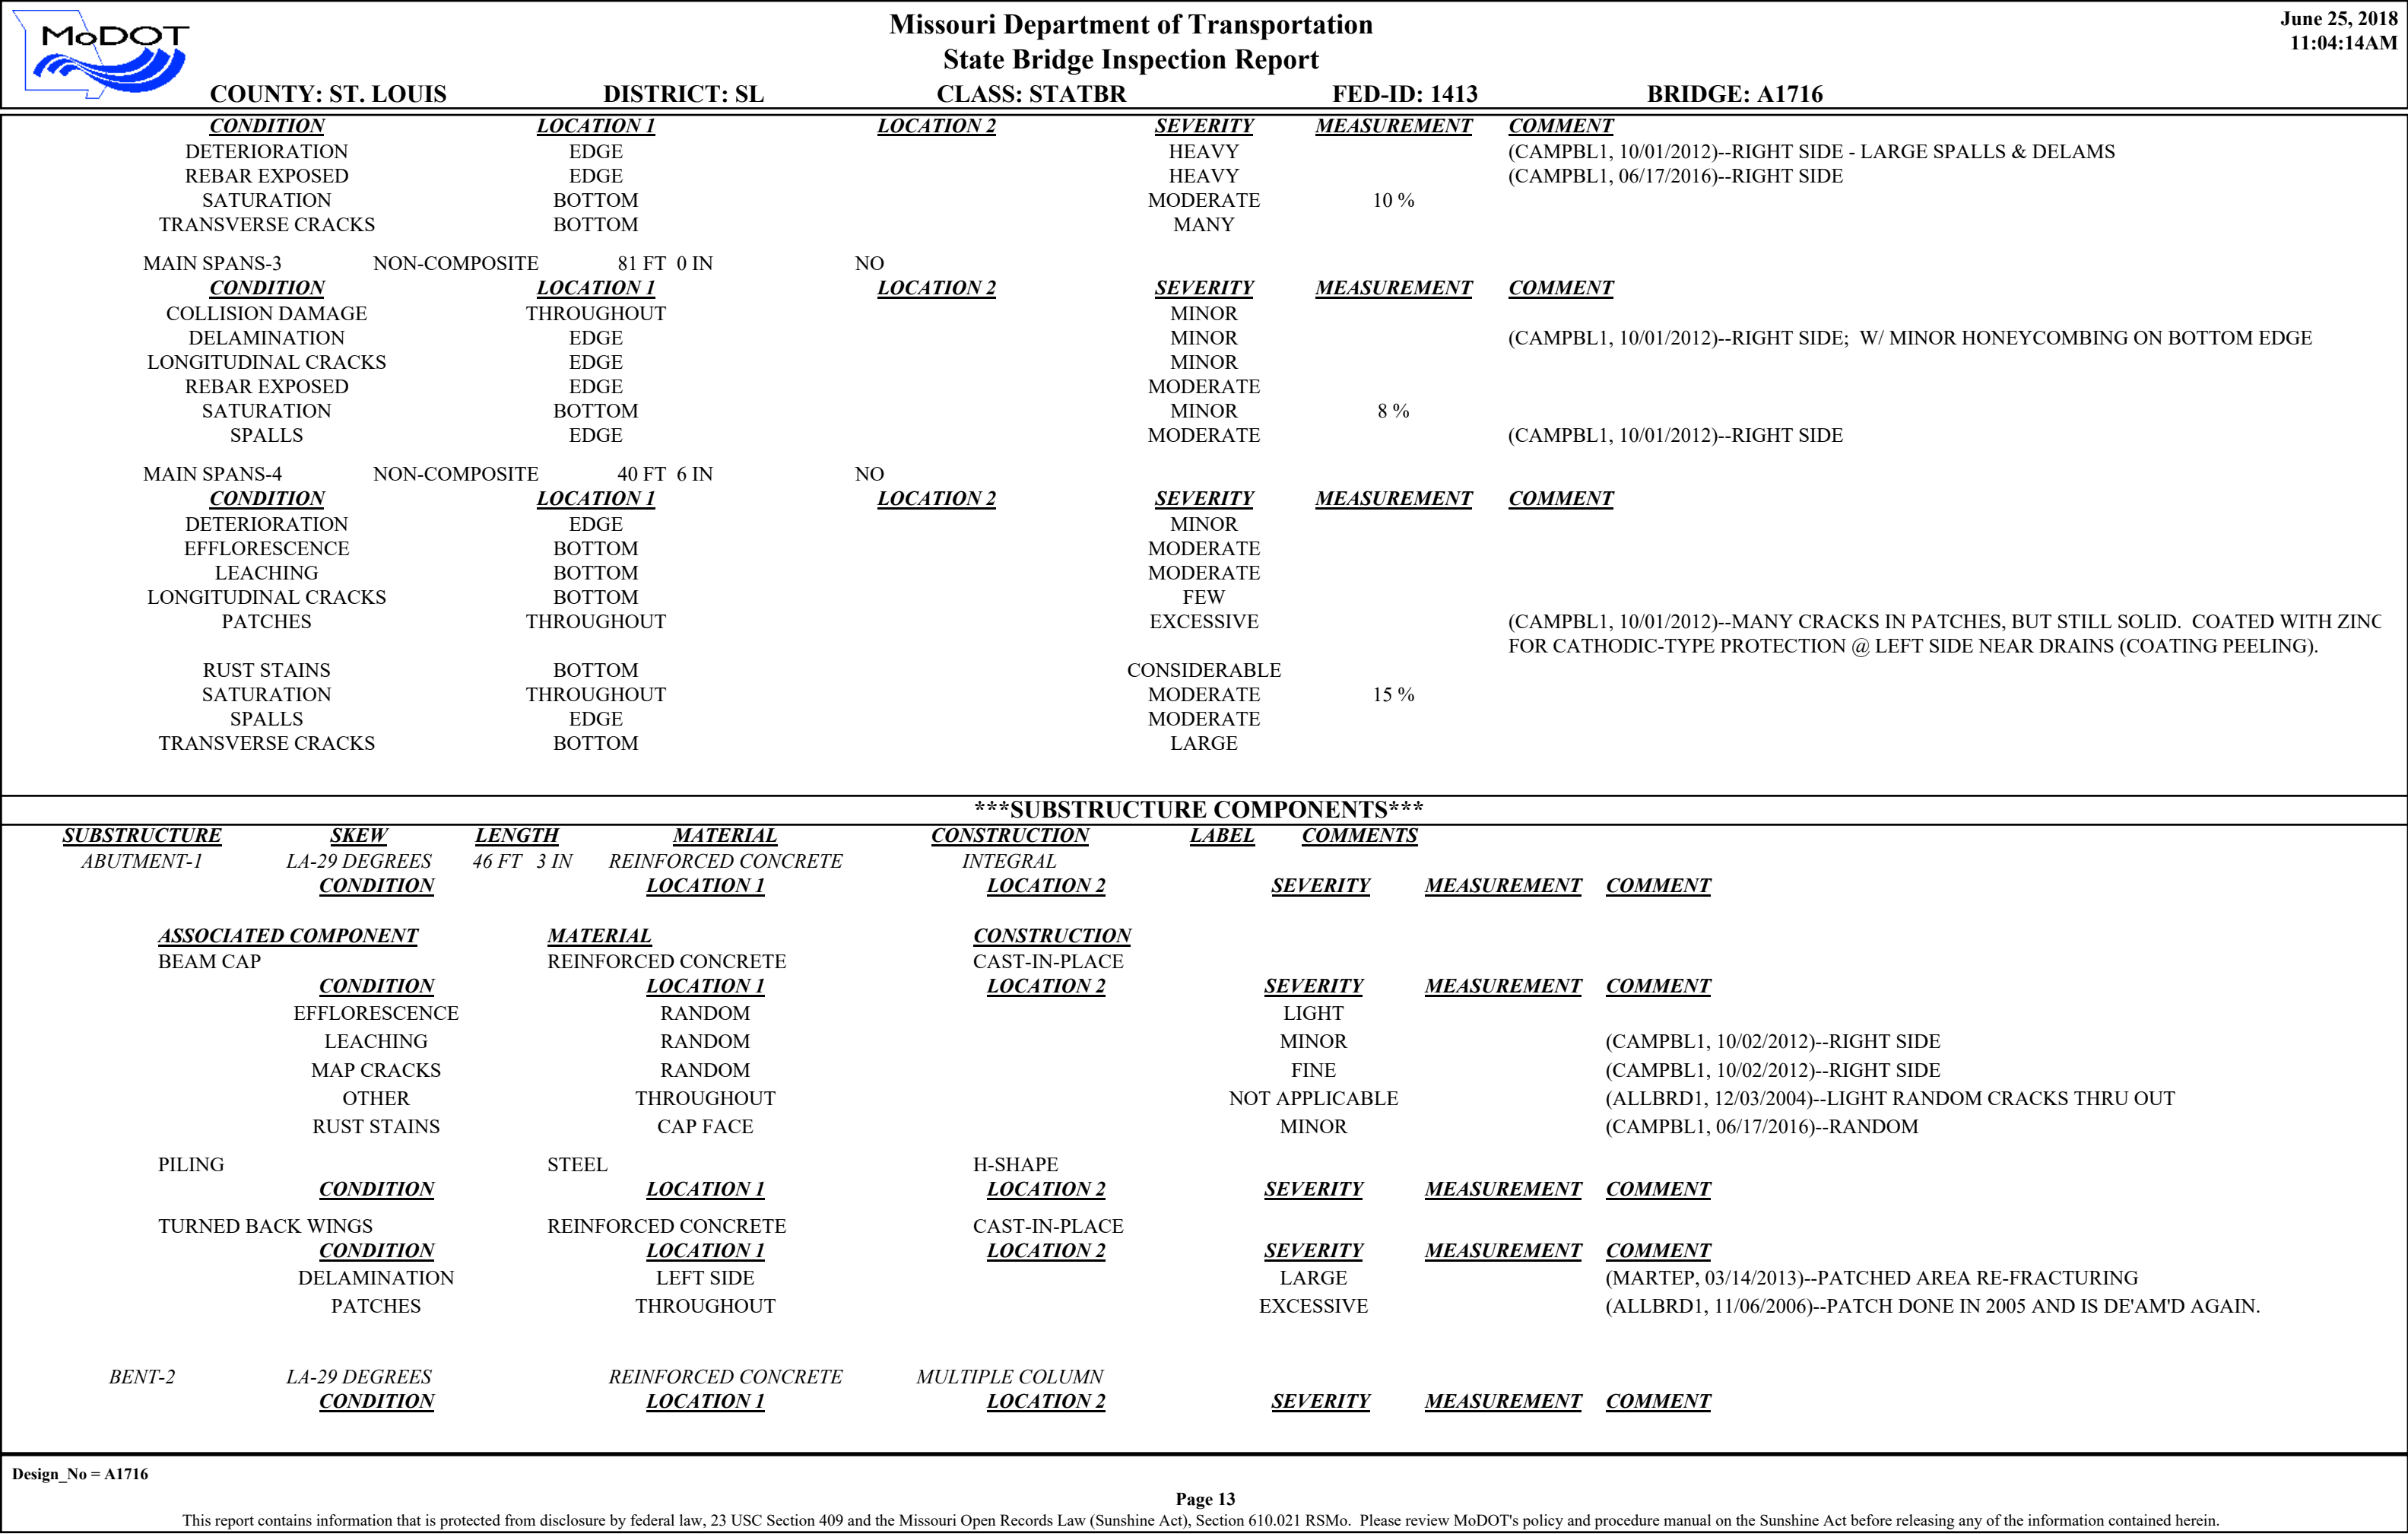 MoDOT
Missouri Department of Transportation
State Bridge Inspection Report
June 25, 2018
11:04:14AM
COUNTY: ST. LOUIS DISTRICT: SL CLASS: STATBR FED-ID: 1413 BRIDGE: A1716
CONDITION LOCATION 1 LOCATION 2 SEVERITY MEASUREMENT COMMENT
DETERIORATION EDGE HEAVY (CAMPBL1, 10/01/2012)--RIGHT SIDE - LARGE SPALLS & DELAMS
REBAR EXPOSED EDGE HEAVY (CAMPBL1, 06/17/2016)--RIGHT SIDE
SATURATION BOTTOM MODERATE 10 %
TRANSVERSE CRACKS BOTTOM MANY
MAIN SPANS-3 NON-COMPOSITE 81 FT 0 IN NO
CONDITION LOCATION 1 LOCATION 2 SEVERITY MEASUREMENT COMMENT
COLLISION DAMAGE THROUGHOUT MINOR
DELAMINATION EDGE MINOR (CAMPBL1, 10/01/2012)--RIGHT SIDE; W/ MINOR HONEYCOMBING ON BOTTOM EDGE
LONGITUDINAL CRACKS EDGE MINOR
REBAR EXPOSED EDGE MODERATE
SATURATION BOTTOM MINOR 8 %
SPALLS EDGE MODERATE (CAMPBL1, 10/01/2012)--RIGHT SIDE
MAIN SPANS-4 NON-COMPOSITE 40 FT 6 IN NO
CONDITION LOCATION 1 LOCATION 2 SEVERITY MEASUREMENT COMMENT
DETERIORATION EDGE MINOR
EFFLORESCENCE BOTTOM MODERATE
LEACHING BOTTOM MODERATE
LONGITUDINAL CRACKS BOTTOM FEW
PATCHES THROUGHOUT EXCESSIVE (CAMPBL1, 10/01/2012)--MANY CRACKS IN PATCHES, BUT STILL SOLID. COATED WITH ZINC
FOR CATHODIC-TYPE PROTECTION @ LEFT SIDE NEAR DRAINS (COATING PEELING).
RUST STAINS BOTTOM CONSIDERABLE
SATURATION THROUGHOUT MODERATE 15 %
SPALLS EDGE MODERATE
TRANSVERSE CRACKS BOTTOM LARGE
***SUBSTRUCTURE COMPONENTS***
SUBSTRUCTURE SKEW LENGTH MATERIAL CONSTRUCTION LABEL COMMENTS
ABUTMENT-1 LA-29 DEGREES 46 FT 3 IN REINFORCED CONCRETE INTEGRAL
CONDITION LOCATION 1 LOCATION 2 SEVERITY MEASUREMENT COMMENT
ASSOCIATED COMPONENT MATERIAL CONSTRUCTION
BEAM CAP REINFORCED CONCRETE CAST-IN-PLACE
CONDITION LOCATION 1 LOCATION 2 SEVERITY MEASUREMENT COMMENT
EFFLORESCENCE RANDOM LIGHT
LEACHING RANDOM MINOR (CAMPBL1, 10/02/2012)--RIGHT SIDE
MAP CRACKS RANDOM FINE (CAMPBL1, 10/02/2012)--RIGHT SIDE
OTHER THROUGHOUT NOT APPLICABLE (ALLBRD1, 12/03/2004)--LIGHT RANDOM CRACKS THRU OUT
RUST STAINS CAP FACE MINOR (CAMPBL1, 06/17/2016)--RANDOM
PILING STEEL H-SHAPE
CONDITION LOCATION 1 LOCATION 2 SEVERITY MEASUREMENT COMMENT
TURNED BACK WINGS REINFORCED CONCRETE CAST-IN-PLACE
CONDITION LOCATION 1 LOCATION 2 SEVERITY MEASUREMENT COMMENT
DELAMINATION LEFT SIDE LARGE (MARTEP, 03/14/2013)--PATCHED AREA RE-FRACTURING
PATCHES THROUGHOUT EXCESSIVE (ALLBRD1, 11/06/2006)--PATCH DONE IN 2005 AND IS DE'AM'D AGAIN.
BENT-2 LA-29 DEGREES REINFORCED CONCRETE MULTIPLE COLUMN
CONDITION LOCATION 1 LOCATION 2 SEVERITY MEASUREMENT COMMENT
Design_No = A1716
Page 13
This report contains information that is protected from disclosure by federal law, 23 USC Section 409 and the Missouri Open Records Law (Sunshine Act), Section 610.021 RSMo. Please review MoDOT's policy and procedure manual on the Sunshine Act before releasing any of the information contained herein.